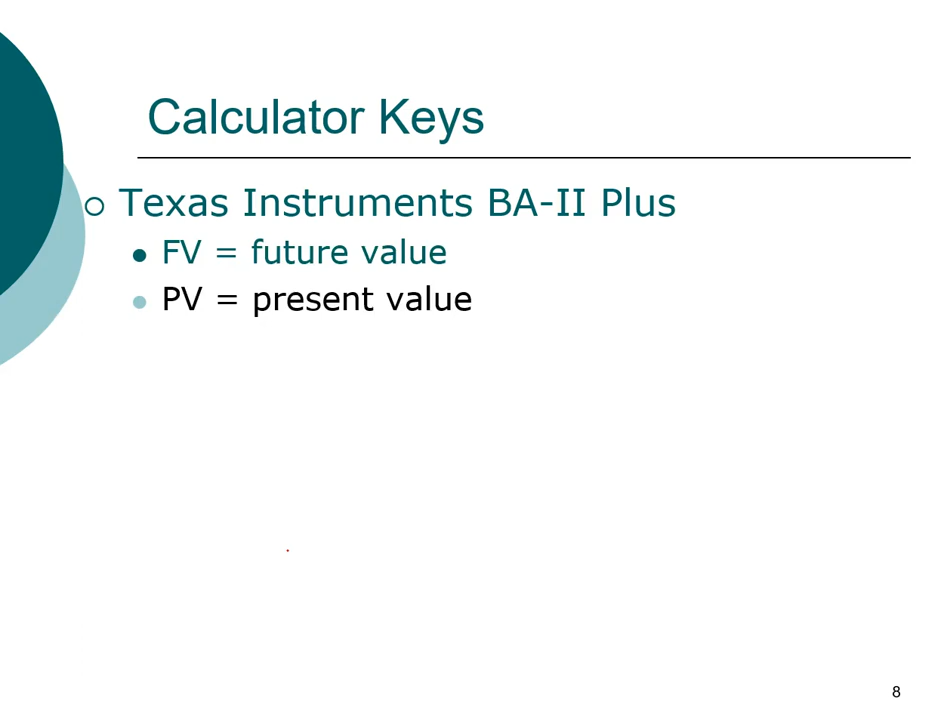 Calculator Keys
Texas Instruments BA-II Plus
FV = future value
PV = present value
8